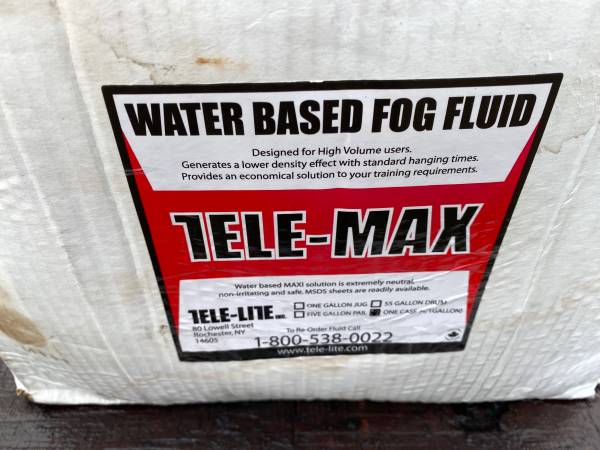 WATER BASED FOG FLUID
Designed for High Volume users.
Generates a lower density effect with standard hanging times.
Provides an economical solution to your training requirements.
TELE-MAX
Water based MAXI solution is extremely neutral,
non-irritating and safe. MSDS sheets are readily available.
TELE-LITE INC.
80 Lowell Street
Rochester, NY
14605
ONE GALLON JUG
55 GALLON DRUM
FIVE GALLON PAIL
ONE CASE
To Re-Order Fluid Call
1-800-538-0022
www.tele-lite.com